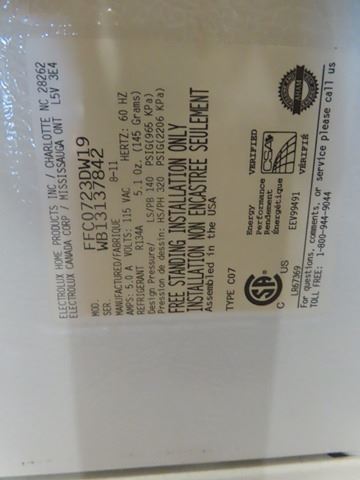 ELECTROLUX HOME PRODUCTS INC / CHARLOTTE NC 28262
ELECTROLUX CANADA CORP / MISSISSAUGA ONT L5V 3E4
MOD. FFC0723DW19
SER. WB13137842
MANUFACTURED/FABRIQUE 8-11
AMPS: 5.0 A VOLTS: 115 VAC HERTZ: 60 HZ
REFRIGERANT R134A 5.1 Oz. (145 Grams)
Design Pressure/ LS/PB 140 PSIG(965 KPa)
Pression de dessin: HS/PH 320 PSIG(2206 KPa)
FREE STANDING INSTALLATION ONLY
INSTALLATION NON ENCASTREE SEULEMENT
Assembled in the USA
TYPE C07
VERIFIED
Energy
Performance
Rendement
Énergétique
CSA
VÉRIFIÉ
EEV99491
C US
SA
LR67369
For questions, comments, or service please call us
TOLL FREE: 1-800-944-9044